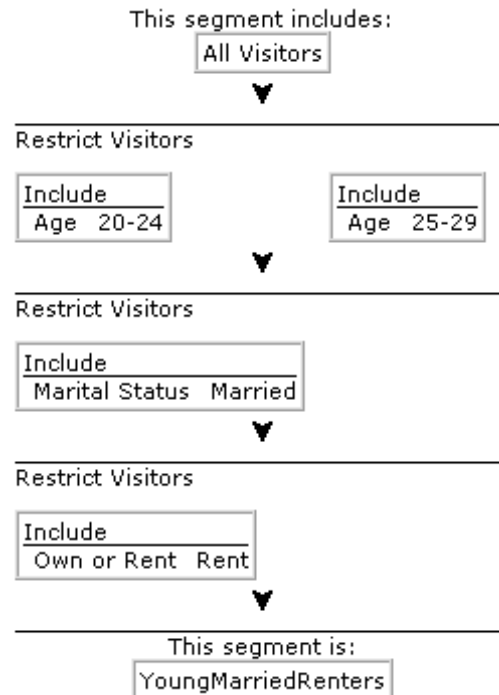 This segment includes:
All Visitors
Restrict Visitors
Include
Age 20-24
Include
Age 25-29
Restrict Visitors
Include
Marital Status Married
Restrict Visitors
Include
Own or Rent Rent
This segment is:
YoungMarriedRenters